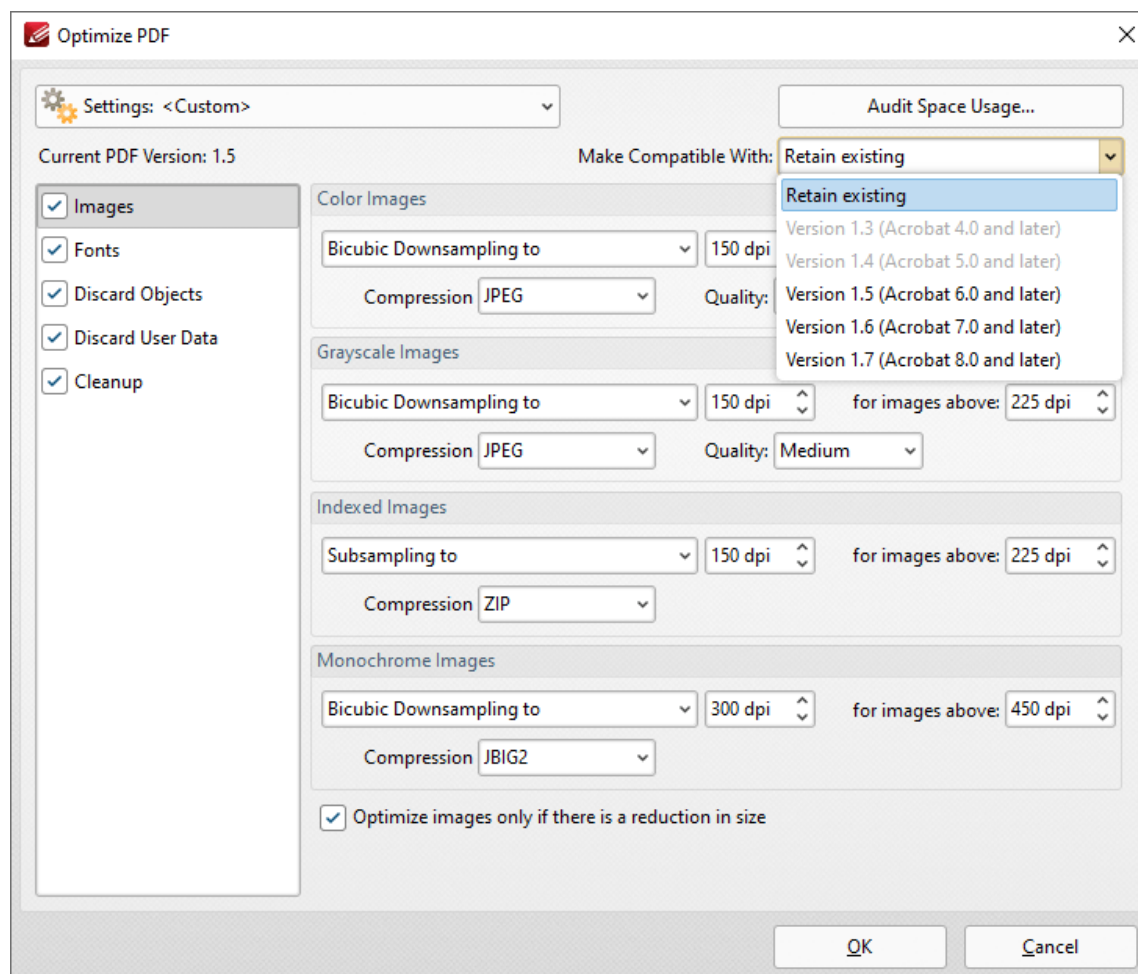 Optimize PDF
Settings: <Custom>
Audit Space Usage...
Current PDF Version: 1.5
Make Compatible With: Retain existing
Retain existing
Version 1.3 (Acrobat 4.0 and later)
Version 1.4 (Acrobat 5.0 and later)
Version 1.5 (Acrobat 6.0 and later)
Version 1.6 (Acrobat 7.0 and later)
Version 1.7 (Acrobat 8.0 and later)
Images
Fonts
Discard Objects
Discard User Data
Cleanup
Color Images
Bicubic Downsampling to 150 dpi
Compression JPEG Quality:
Grayscale Images
Bicubic Downsampling to 150 dpi for images above: 225 dpi
Compression JPEG Quality: Medium
Indexed Images
Subsampling to 150 dpi for images above: 225 dpi
Compression ZIP
Monochrome Images
Bicubic Downsampling to 300 dpi for images above: 450 dpi
Compression JBIG2
Optimize images only if there is a reduction in size
OK Cancel